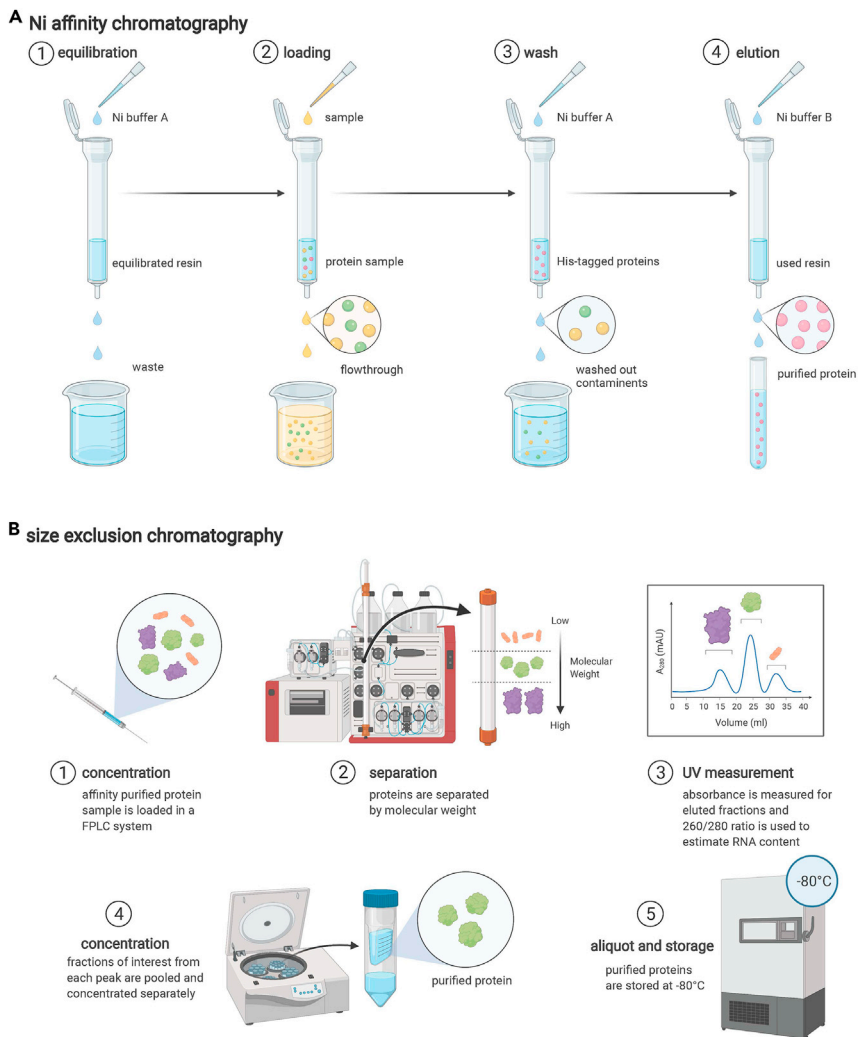 A Ni affinity chromatography
1 equilibration
2 loading
3 wash
4 elution
Ni buffer A
sample
Ni buffer A
Ni buffer B
equilibrated resin
protein sample
His-tagged proteins
used resin
waste
flowthrough
washed out
contaminents
purified protein
B size exclusion chromatography
Low
Molecular
Weight
High
A280 (mAU)
0 5 10 15 20 25 30 35 40
Volume (ml)
1 concentration
affinity purified protein
sample is loaded in a
FPLC system
2 separation
proteins are separated
by molecular weight
3 UV measurement
absorbance is measured for
eluted fractions and
260/280 ratio is used to
estimate RNA content
4
concentration
fractions of interest from
each peak are pooled and
concentrated separately
purified protein
5
aliquot and storage
purified proteins
are stored at -80°C
-80°C